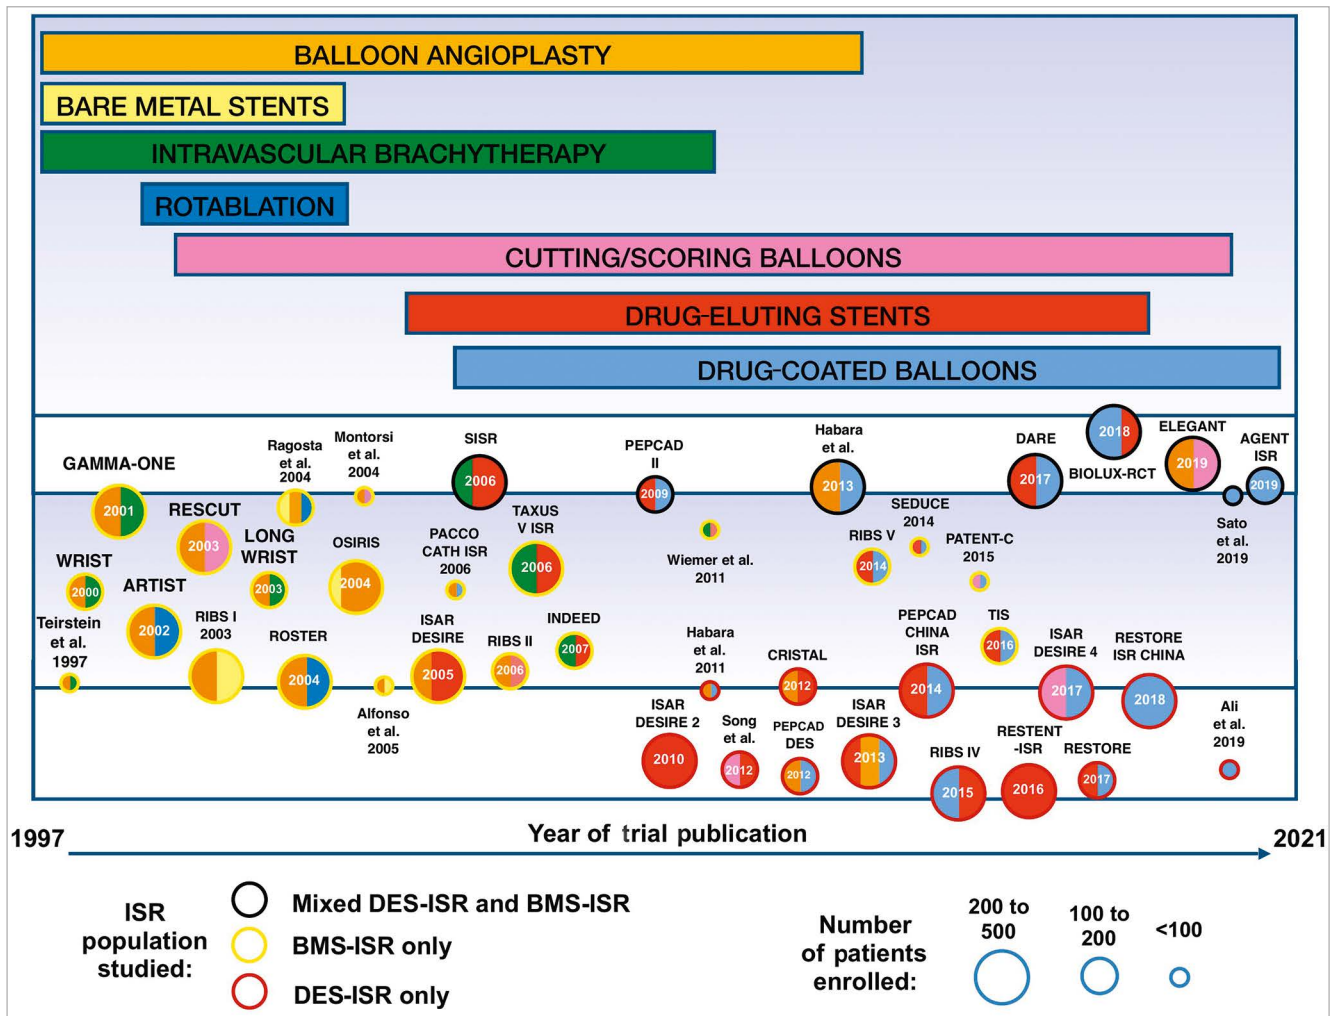 BALLOON ANGIOPLASTY
BARE METAL STENTS
INTRAVASCULAR BRACHYTHERAPY
ROTABLATION
CUTTING/SCORING BALLOONS
DRUG-ELUTING STENTS
DRUG-COATED BALLOONS
GAMMA-ONE
2001
WRIST
2000
Teirstein
et al.
1997
ARTIST
2002
RESCUT
2003
RIBS I
2003
LONG
WRIST
2003
Ragosta
et al.
2004
ROSTER
2004
Montorsi
et al.
2004
OSIRIS
2004
Alfonso
et al.
2005
ISAR
DESIRE
2005
PACCO
CATH ISR
2006
SISR
2006
RIBS II
2006
TAXUS
V ISR
2006
INDEED
2007
PEPCAD
II
2009
ISAR
DESIRE 2
2010
Wiemer et al.
2011
Habara
et al.
2011
Song
et al.
2012
CRISTAL
2012
PEPCAD
DES
2012
Habara
et al.
2013
ISAR
DESIRE 3
2013
RIBS V
2014
SEDUCE
2014
PEPCAD
CHINA
ISR
2014
PATENT-C
2015
RIBS IV
2015
TIS
2016
RESTENT
-ISR
2016
DARE
2017
ISAR
DESIRE 4
2017
RESTORE
2017
2018
BIOLUX-RCT
RESTORE
ISR CHINA
2018
ELEGANT
2019
Sato
et al.
2019
AGENT
ISR
2019
Ali
et al.
2019
1997
Year of trial publication
2021
ISR
population
studied:
Mixed DES-ISR and BMS-ISR
BMS-ISR only
DES-ISR only
Number
of patients
enrolled:
200 to
500
100 to
200
<100